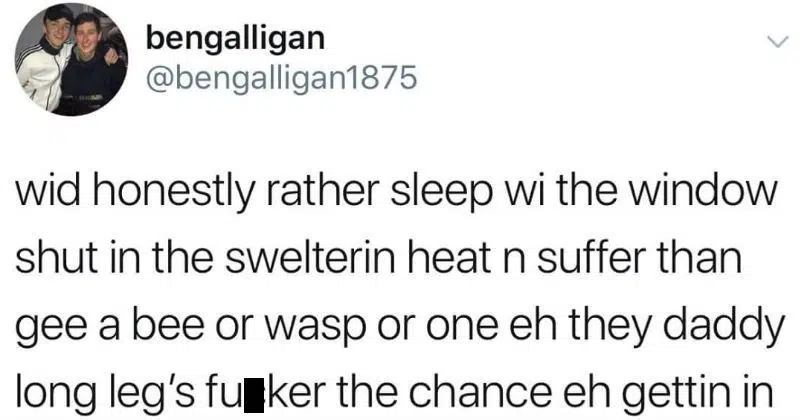 bengalligan
@bengalligan1875
wid honestly rather sleep wi the window
shut in the swelterin heat n suffer than
gee a bee or wasp or one eh they daddy
long leg's fu█ker the chance eh gettin in